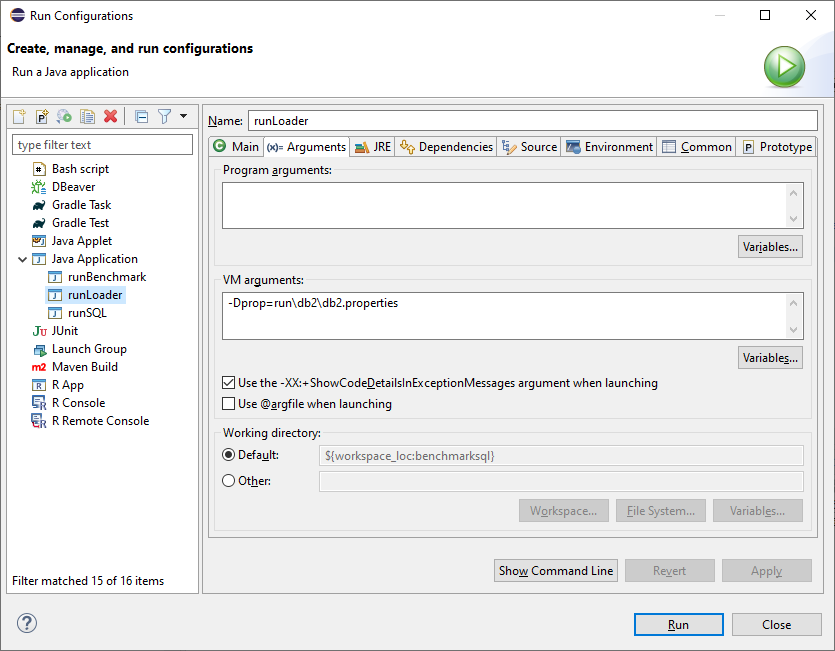 Run Configurations
Create, manage, and run configurations
Run a Java application
type filter text
Bash script
DBeaver
Gradle Task
Gradle Test
Java Applet
Java Application
runBenchmark
runLoader
runSQL
JUnit
Launch Group
Maven Build
R App
R Console
R Remote Console
Filter matched 15 of 16 items
Name: runLoader
Main (x)= Arguments JRE Dependencies Source Environment Common Prototype
Program arguments:
Variables...
VM arguments:
-Dprop=run\db2\db2.properties
Variables...
Use the -XX:+ShowCodeDetailsInExceptionMessages argument when launching
Use @argfile when launching
Working directory:
Default: ${workspace_loc:benchmarksql}
Other:
Workspace... File System... Variables...
Show Command Line Revert Apply
Run Close